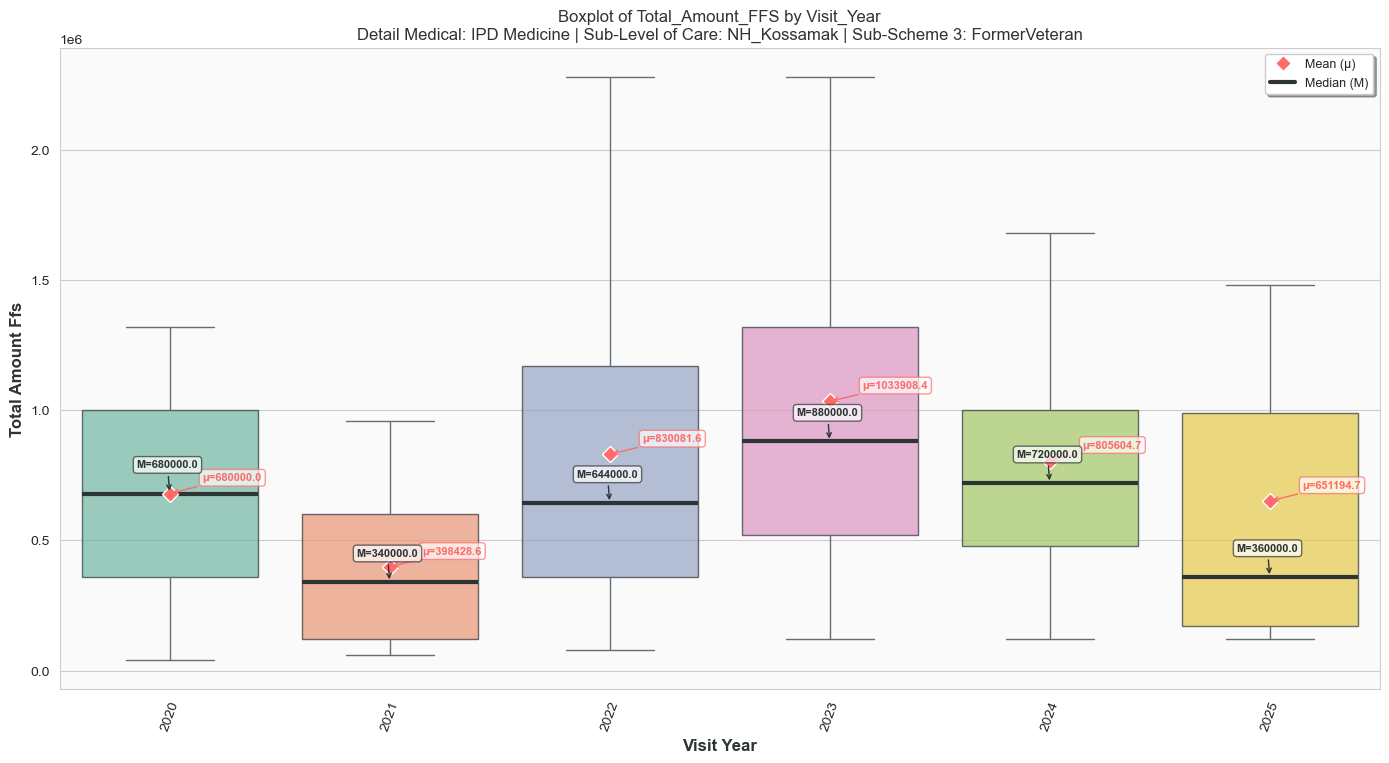 Boxplot of Total_Amount_FFS by Visit_Year
Detail Medical: IPD Medicine | Sub-Level of Care: NH_Kossamak | Sub-Scheme 3: FormerVeteran
1e6
Mean (μ)
Median (M)
2.0
1.5
1.0
0.5
0.0
Total Amount Ffs
M=680000.0
μ=680000.0
M=340000.0
μ=398428.6
μ=830081.6
M=644000.0
μ=1033908.4
M=880000.0
μ=805604.7
M=720000.0
μ=651194.7
M=360000.0
2020
2021
2022
2023
2024
2025
Visit Year